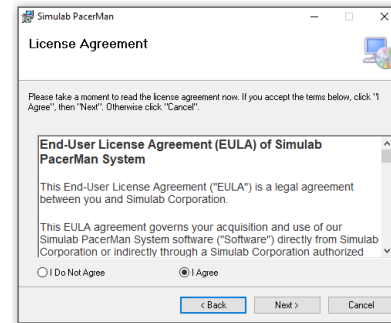 Simulab PacerMan
License Agreement
Please take a moment to read the license agreement now. If you accept the terms below, click "I
Agree", then "Next". Otherwise click "Cancel".
End-User License Agreement (EULA) of Simulab
PacerMan System
This End-User License Agreement ("EULA") is a legal agreement
between you and Simulab Corporation.
This EULA agreement governs your acquisition and use of our
Simulab PacerMan System software ("Software") directly from Simulab
Corporation or indirectly through a Simulab Corporation authorized
I Do Not Agree I Agree
< Back Next > Cancel